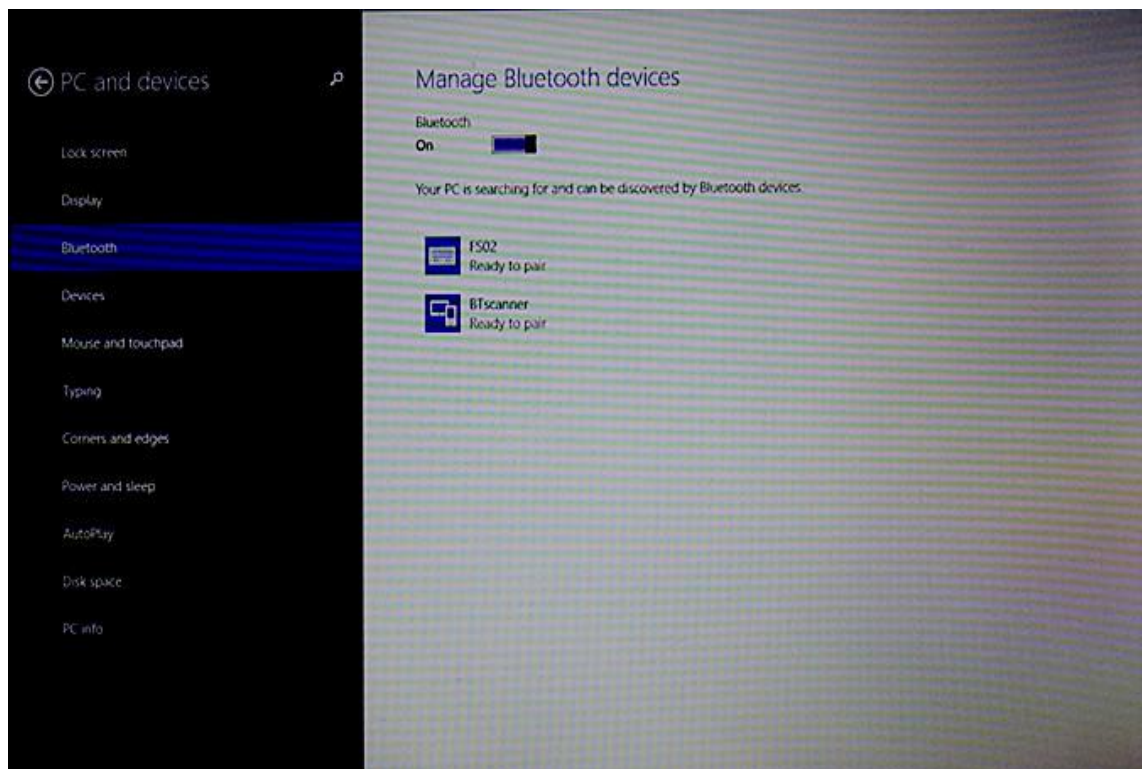 PC and devices
Lock screen
Display
Bluetooth
Devices
Mouse and touchpad
Typing
Corners and edges
Power and sleep
AutoPlay
Disk space
PC info
Manage Bluetooth devices
Bluetooth
On
Your PC is searching for and can be discovered by Bluetooth devices.
FS02
Ready to pair
BTscanner
Ready to pair